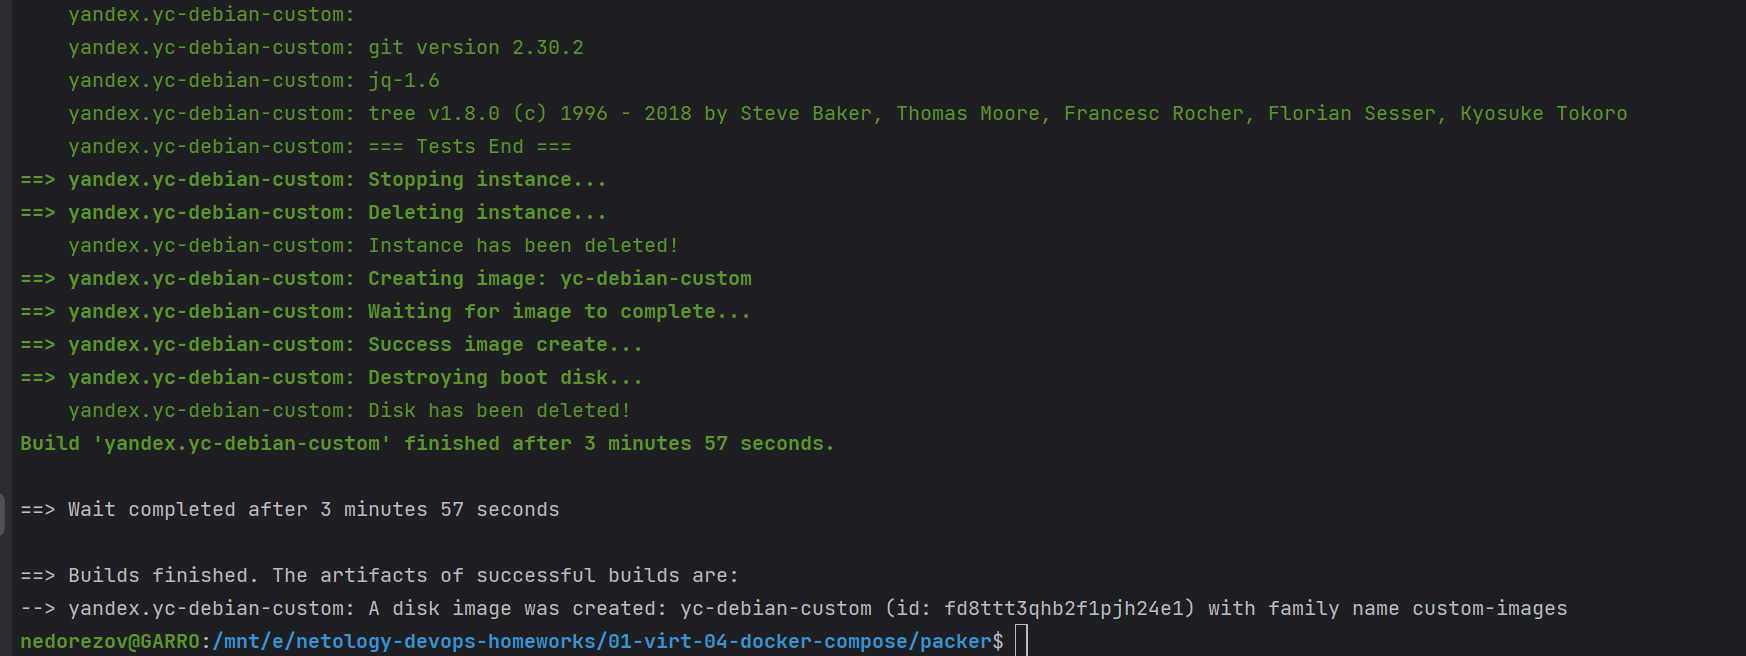 yandex.yc-debian-custom:
yandex.yc-debian-custom: git version 2.30.2
yandex.yc-debian-custom: jq-1.6
yandex.yc-debian-custom: tree v1.8.0 (c) 1996 - 2018 by Steve Baker, Thomas Moore, Francesc Rocher, Florian Sesser, Kyosuke Tokoro
yandex.yc-debian-custom: === Tests End ===
==> yandex.yc-debian-custom: Stopping instance...
==> yandex.yc-debian-custom: Deleting instance...
yandex.yc-debian-custom: Instance has been deleted!
==> yandex.yc-debian-custom: Creating image: yc-debian-custom
==> yandex.yc-debian-custom: Waiting for image to complete...
==> yandex.yc-debian-custom: Success image create...
==> yandex.yc-debian-custom: Destroying boot disk...
yandex.yc-debian-custom: Disk has been deleted!
Build 'yandex.yc-debian-custom' finished after 3 minutes 57 seconds.
==> Wait completed after 3 minutes 57 seconds
==> Builds finished. The artifacts of successful builds are:
--> yandex.yc-debian-custom: A disk image was created: yc-debian-custom (id: fd8ttt3qhb2f1pjh24e1) with family name custom-images
nedorezov@GARRO:/mnt/e/netology-devops-homeworks/01-virt-04-docker-compose/packer$